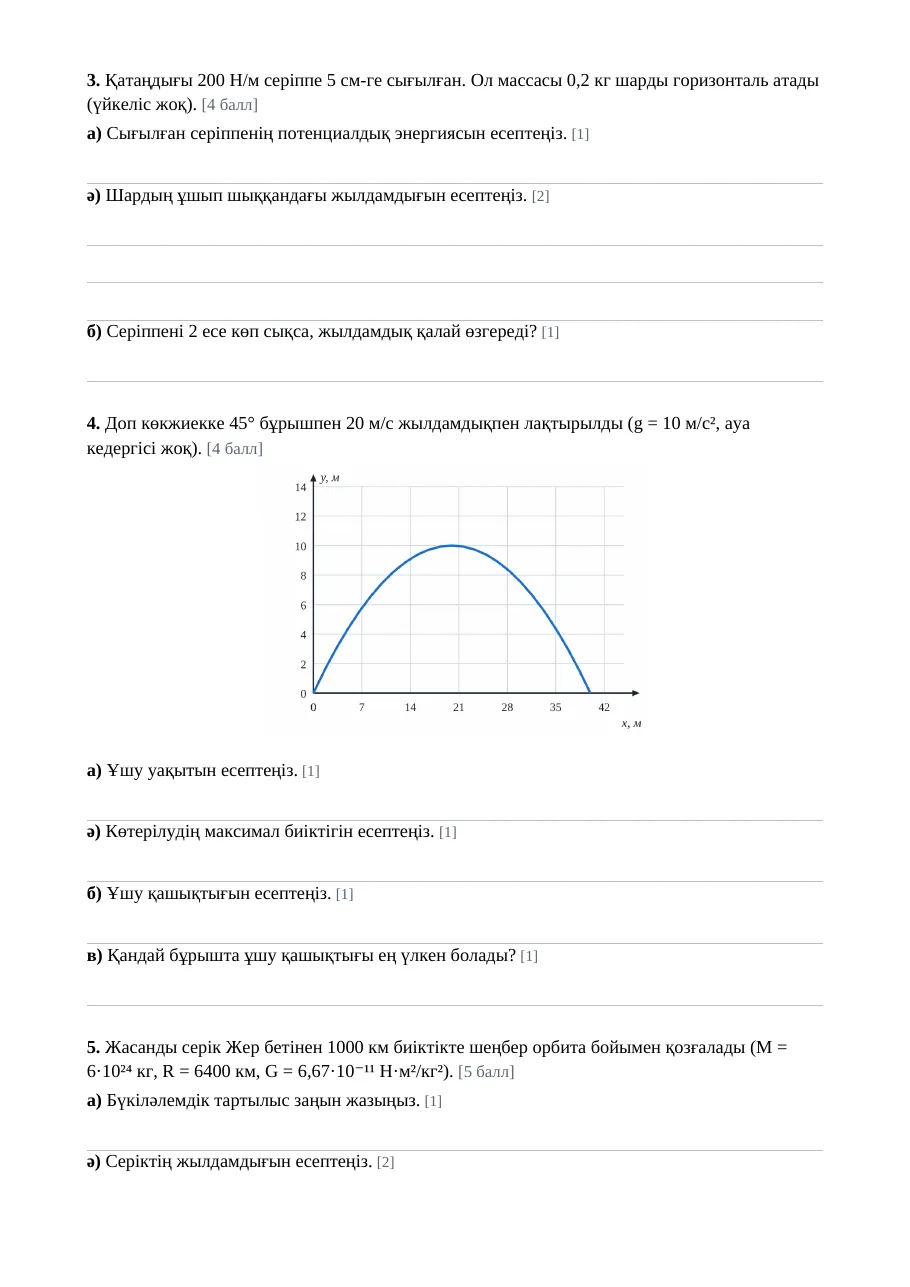 3. Қатаңдығы 200 Н/м серіппе 5 см-ге сығылған. Ол массасы 0,2 кг шарды горизонталь атады
(үйкеліс жоқ). [4 балл]
а) Сығылған серіппенің потенциалдық энергиясын есептеңіз. [1]
ә) Шардың ұшып шыққандағы жылдамдығын есептеңіз. [2]
б) Серіппені 2 есе көп сықса, жылдамдық қалай өзгереді? [1]
4. Доп көкжиекке 45° бұрышпен 20 м/с жылдамдықпен лақтырылды (g = 10 м/с², ауа
кедергісі жоқ). [4 балл]
y, м
14
12
10
8
6
4
2
0
0 7 14 21 28 35 42
x, м
а) Ұшу уақытын есептеңіз. [1]
ә) Көтерілудің максимал биіктігін есептеңіз. [1]
б) Ұшу қашықтығын есептеңіз. [1]
в) Қандай бұрышта ұшу қашықтығы ең үлкен болады? [1]
5. Жасанды серік Жер бетінен 1000 км биіктікте шеңбер орбита бойымен қозғалады (M =
6·10²⁴ кг, R = 6400 км, G = 6,67·10⁻¹¹ Н·м²/кг²). [5 балл]
а) Бүкіләлемдік тартылыс заңын жазыңыз. [1]
ә) Серіктің жылдамдығын есептеңіз. [2]